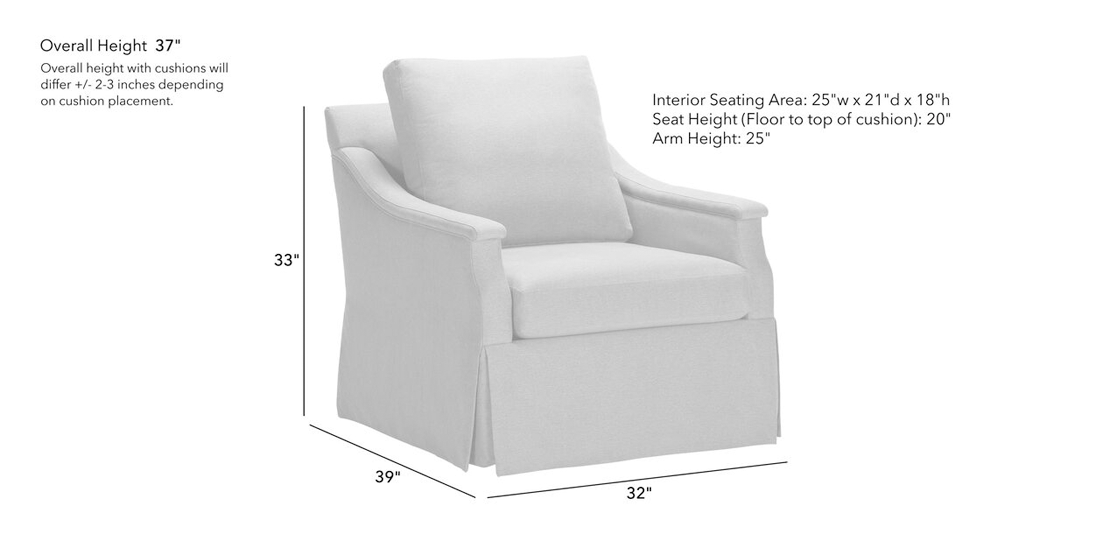 Overall Height 37"
Overall height with cushions will
differ +/- 2-3 inches depending
on cushion placement.
Interior Seating Area: 25"w x 21"d x 18"h
Seat Height (Floor to top of cushion): 20"
Arm Height: 25"
33"
39"
32"